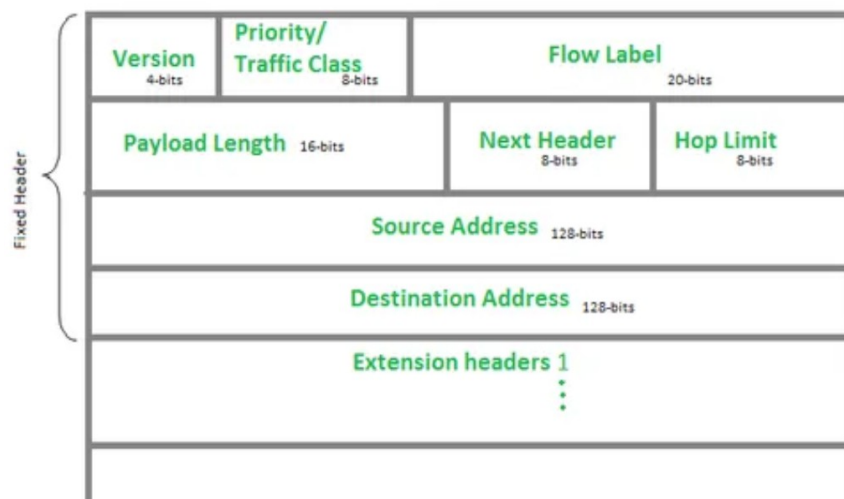 Fixed Header
Version
4-bits
Priority/
Traffic Class
8-bits
Flow Label
20-bits
Payload Length 16-bits
Next Header
8-bits
Hop Limit
8-bits
Source Address 128-bits
Destination Address 128-bits
Extension headers 1